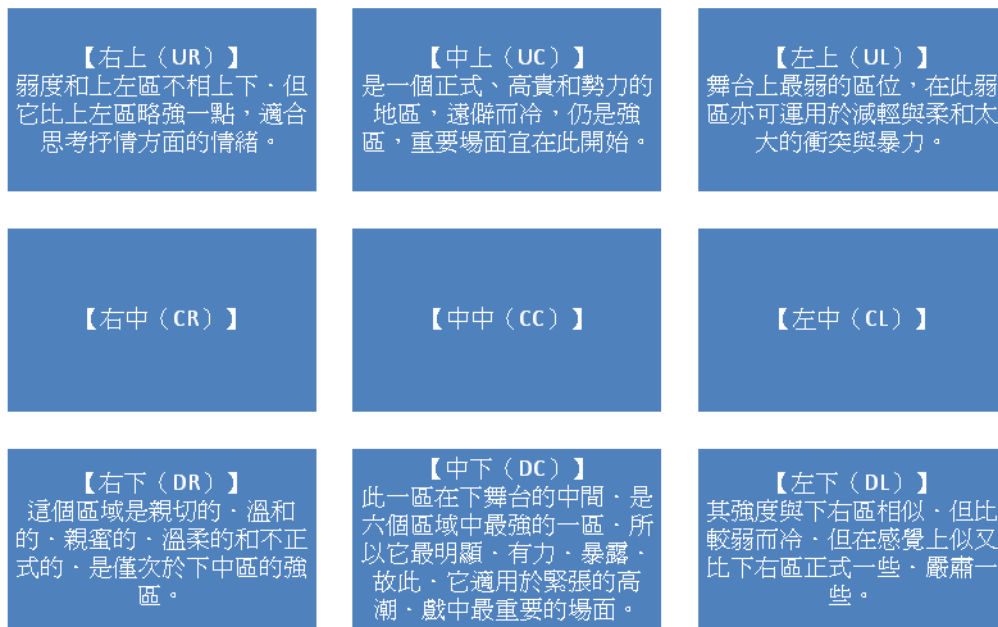 【右上（UR）】
弱度和上左區不相上下．但
它比上左區略強一點，適合
思考抒情方面的情緒。
【中上（UC）】
是一個正式、高貴和勢力的
地區，遠僻而冷，仍是強
區，重要場面宜在此開始。
【左上（UL）】
舞台上最弱的區位，在此弱
區亦可運用於減輕與柔和太
大的衝突與暴力。
【右中（CR）】
【中中（CC）】
【左中（CL）】
【右下（DR）】
這個區域是親切的．溫和
的．親蜜的．溫柔的和不正
式的．是僅次於下中區的強
區。
【中下（DC）】
此一區在下舞台的中間．是
六個區域中最強的一區．所
以它最明顯．有力．暴露．
故此．它適用於緊張的高
潮．戲中最重要的場面。
【左下（DL）】
其強度與下右區相似．但比
較弱而冷．但在感覺上似又
比下右區正式一些．嚴肅一
些。